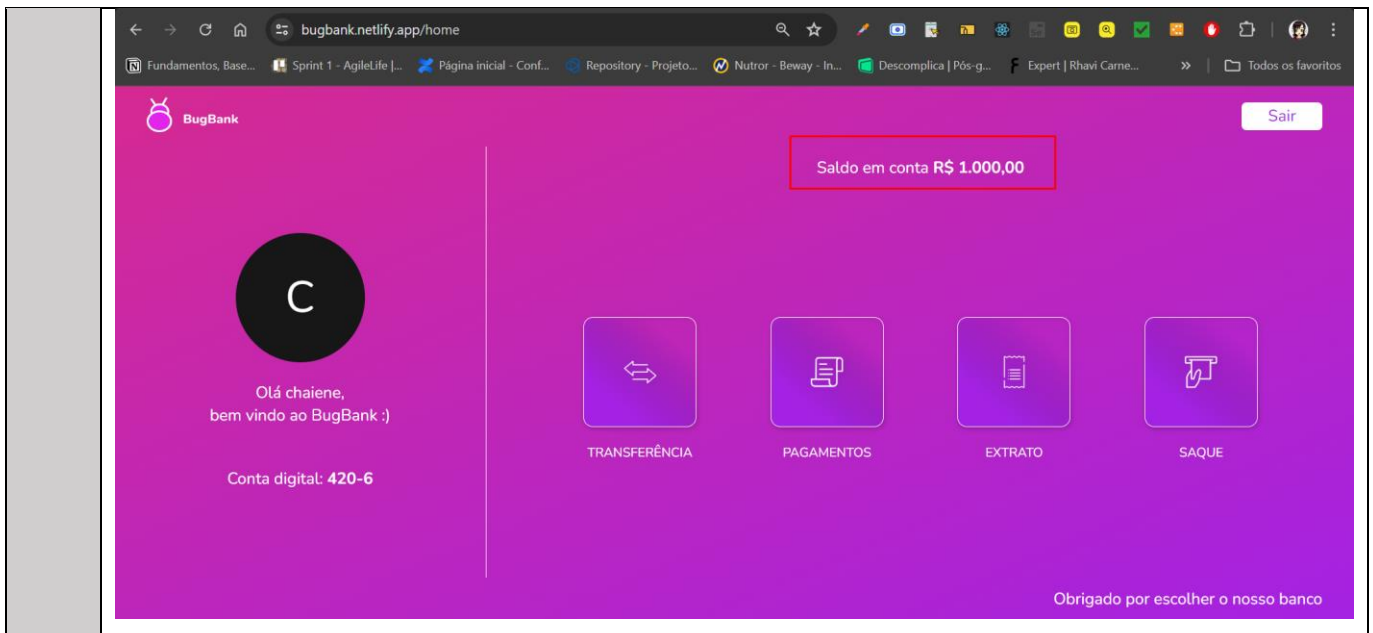 bugbank.netlify.app/home
Fundamentos, Base... Sprint 1 - AgileLife |... Página inicial - Conf... Repository - Projeto... Nutror - Beway - In... Descomplica | Pós-g... Expert | Rhavi Carne... » Todos os favoritos
BugBank
Sair
Saldo em conta R$ 1.000,00
C
Olá chaiene,
bem vindo ao BugBank :)
Conta digital: 420-6
TRANSFERÊNCIA PAGAMENTOS EXTRATO SAQUE
Obrigado por escolher o nosso banco